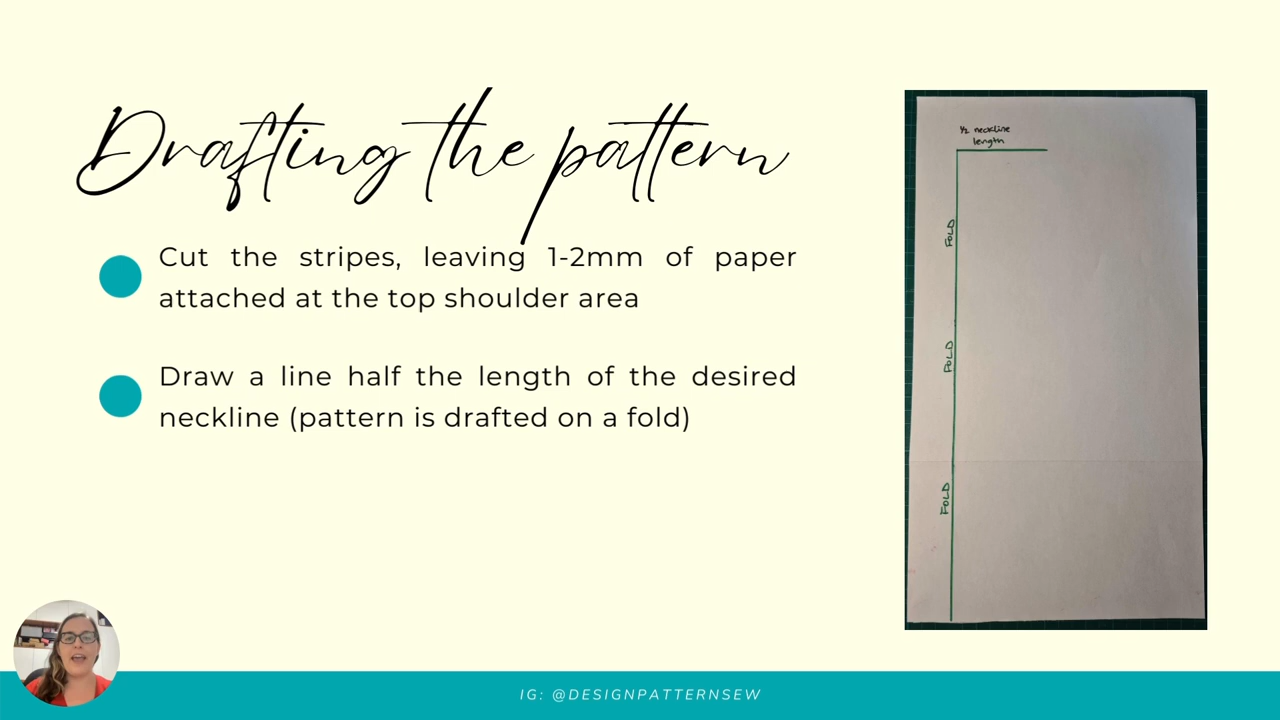 Drafting the pattern
Cut the stripes, leaving 1-2mm of paper
attached at the top shoulder area
Draw a line half the length of the desired
neckline (pattern is drafted on a fold)
½ neckline
length
FOLD
FOLD
FOLD
IG: @DESIGNPATTERNSEW